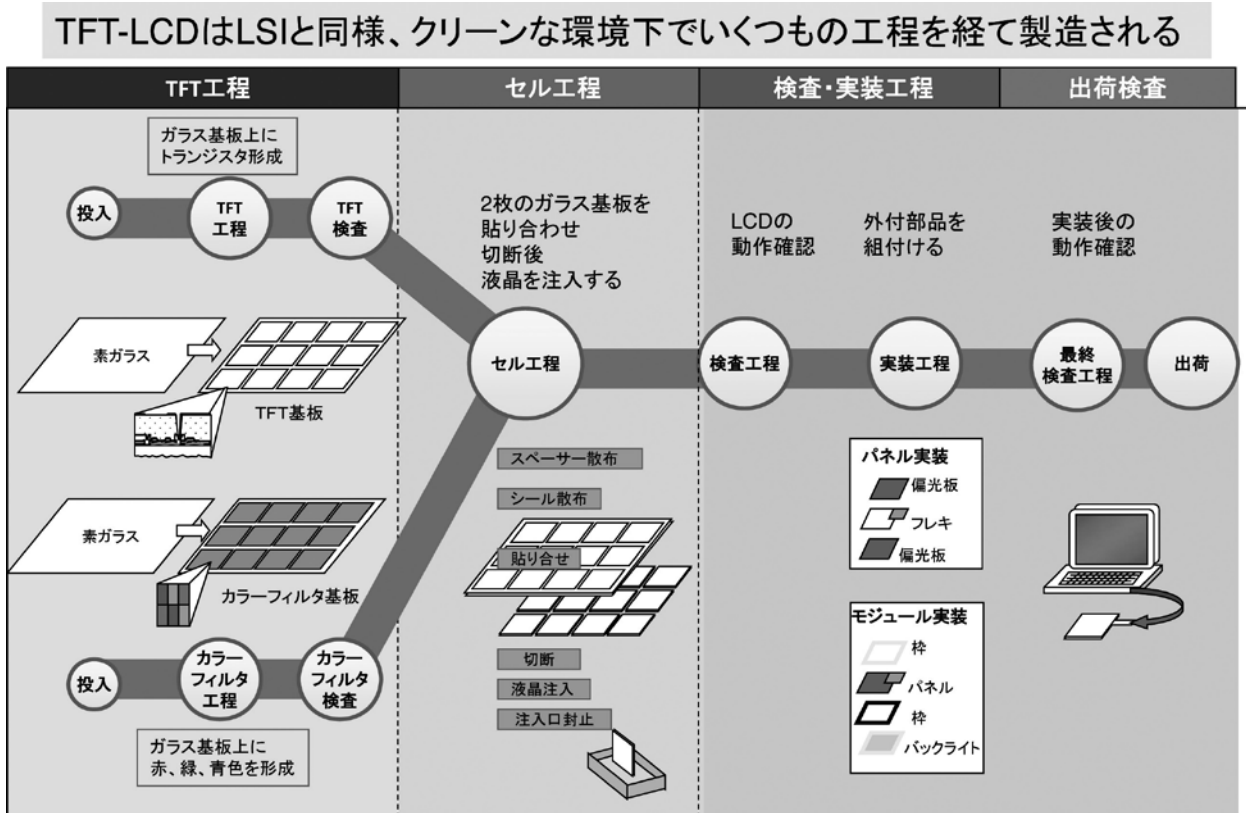 TFT-LCDはLSIと同様、クリーンな環境下でいくつもの工程を経て製造される
TFT工程
セル工程
検査・実装工程
出荷検査
ガラス基板上に
トランジスタ形成
投入
TFT
工程
TFT
検査
2枚のガラス基板を
貼り合わせ
切断後
液晶を注入する
LCDの
動作確認
外付部品を
組付ける
実装後の
動作確認
素ガラス
TFT基板
セル工程
検査工程
実装工程
最終
検査工程
出荷
素ガラス
カラーフィルタ基板
スペーサー散布
シール散布
貼り合せ
切断
液晶注入
注入口封止
パネル実装
偏光板
フレキ
偏光板
モジュール実装
枠
パネル
枠
バックライト
投入
カラー
フィルタ
工程
カラー
フィルタ
検査
ガラス基板上に
赤、緑、青色を形成